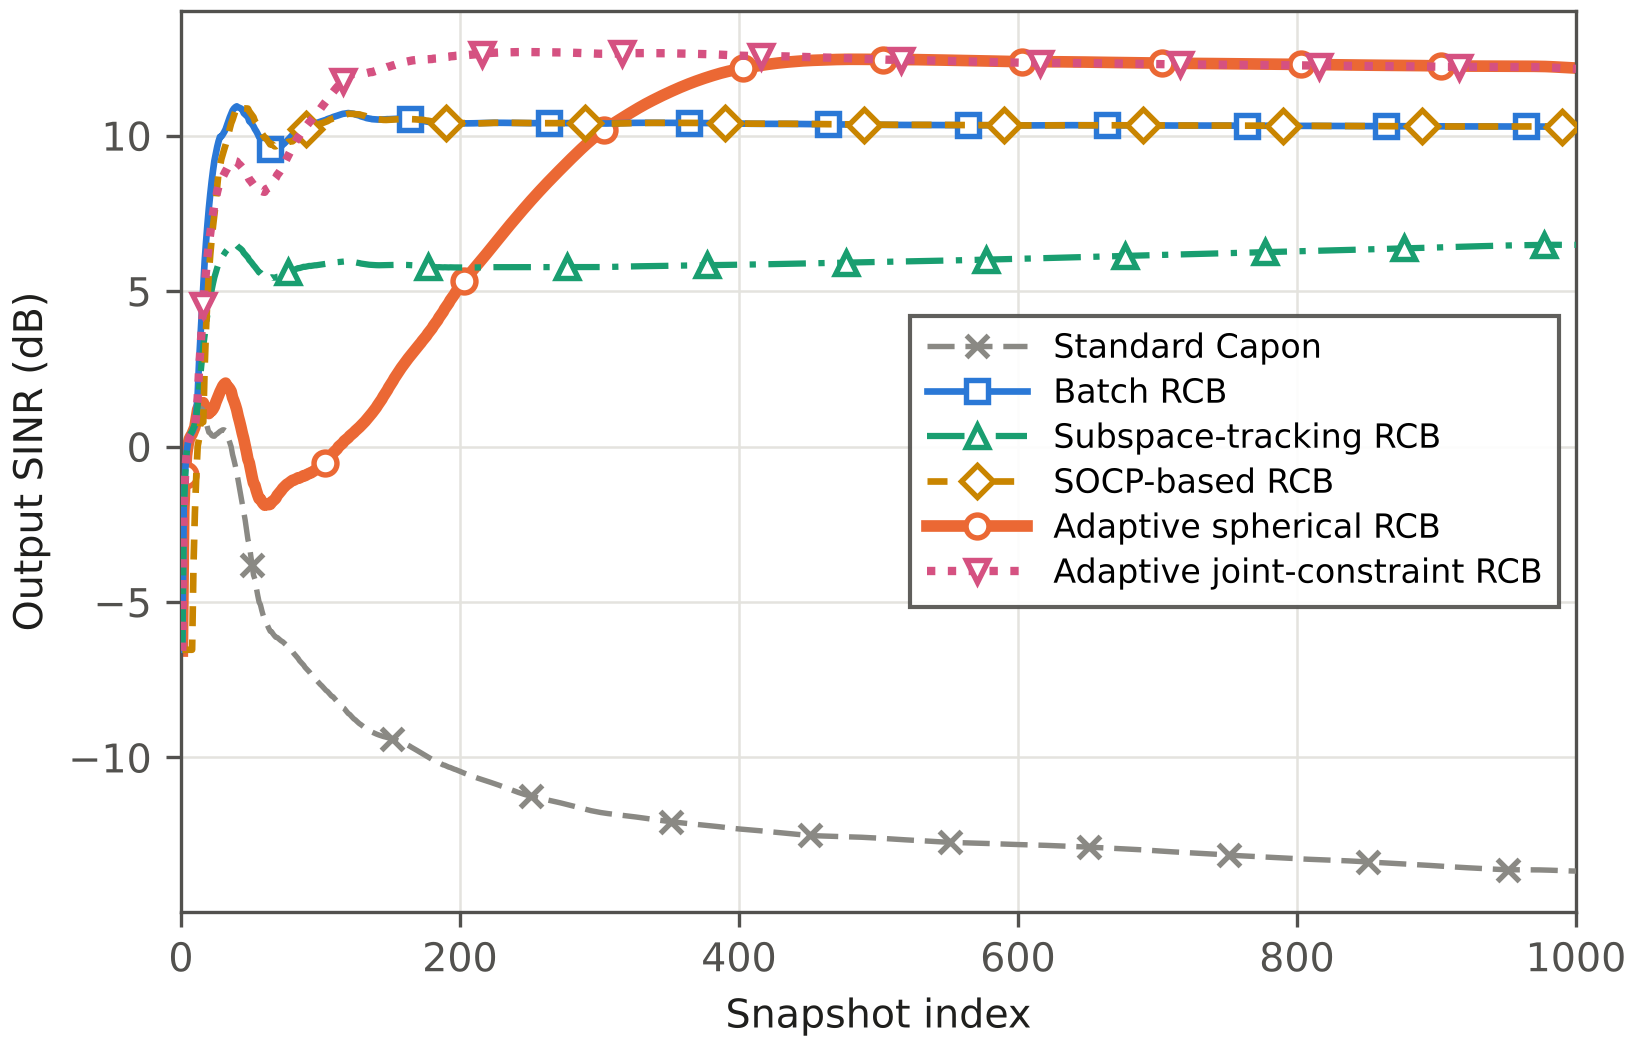 Output SINR (dB)
10
5
0
−5
−10
0
200
400
600
800
1000
Snapshot index
Standard Capon
Batch RCB
Subspace-tracking RCB
SOCP-based RCB
Adaptive spherical RCB
Adaptive joint-constraint RCB